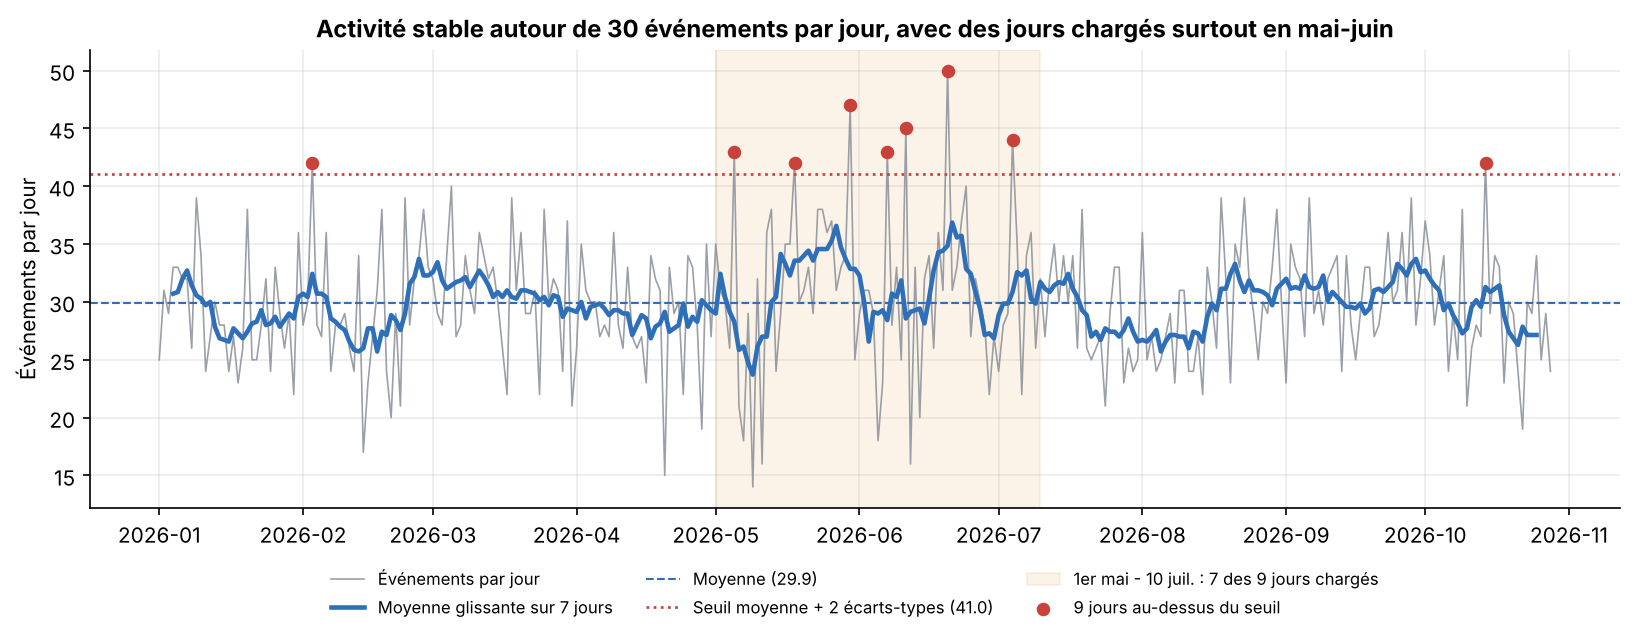 Activité stable autour de 30 événements par jour, avec des jours chargés surtout en mai-juin
Événements par jour
50
45
40
35
30
25
20
15
2026-01 2026-02 2026-03 2026-04 2026-05 2026-06 2026-07 2026-08 2026-09 2026-10 2026-11
Événements par jour
Moyenne glissante sur 7 jours
Moyenne (29.9)
Seuil moyenne + 2 écarts-types (41.0)
1er mai - 10 juil. : 7 des 9 jours chargés
9 jours au-dessus du seuil